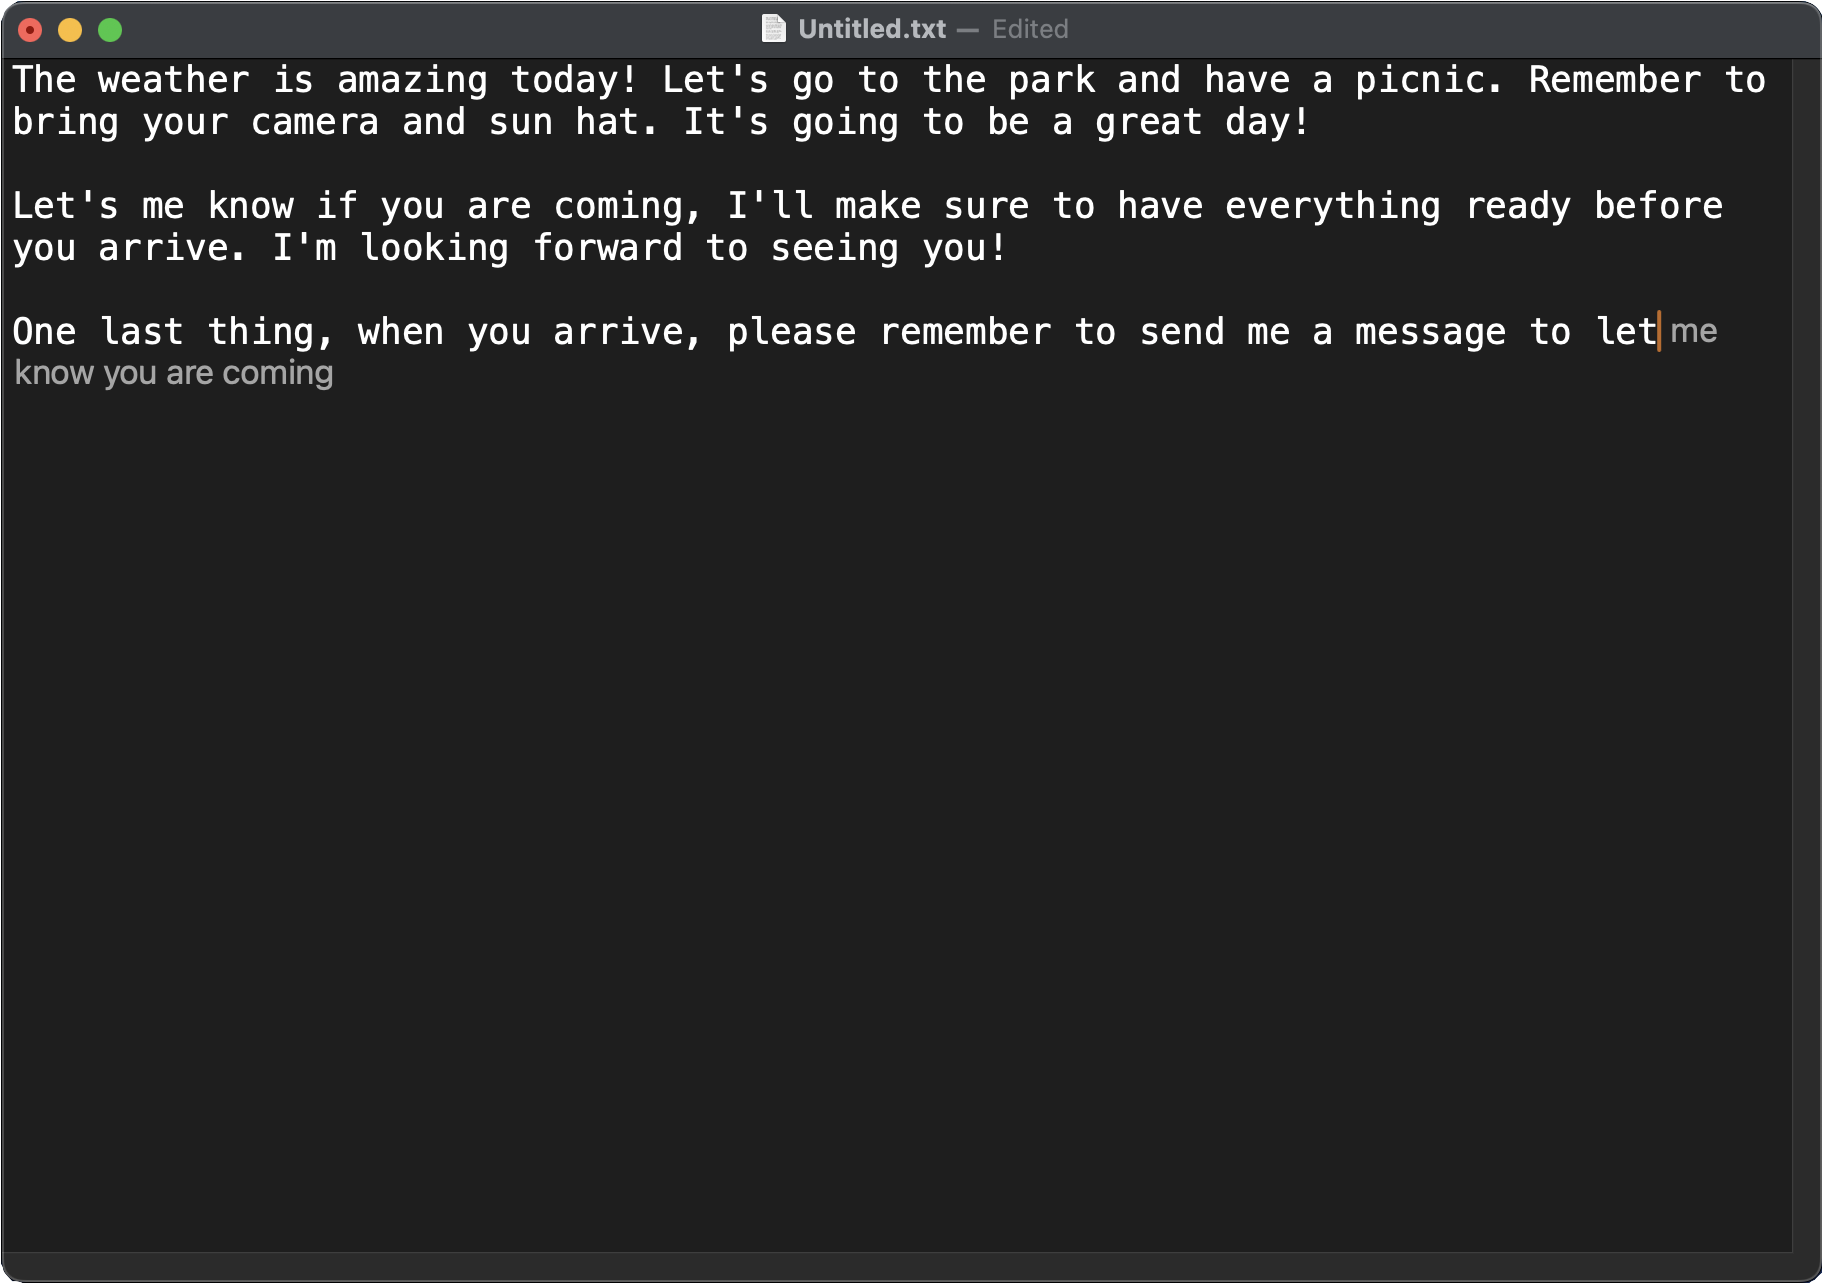 Untitled.txt — Edited
The weather is amazing today! Let's go to the park and have a picnic. Remember to
bring your camera and sun hat. It's going to be a great day!
Let's me know if you are coming, I'll make sure to have everything ready before
you arrive. I'm looking forward to seeing you!
One last thing, when you arrive, please remember to send me a message to let me
know you are coming